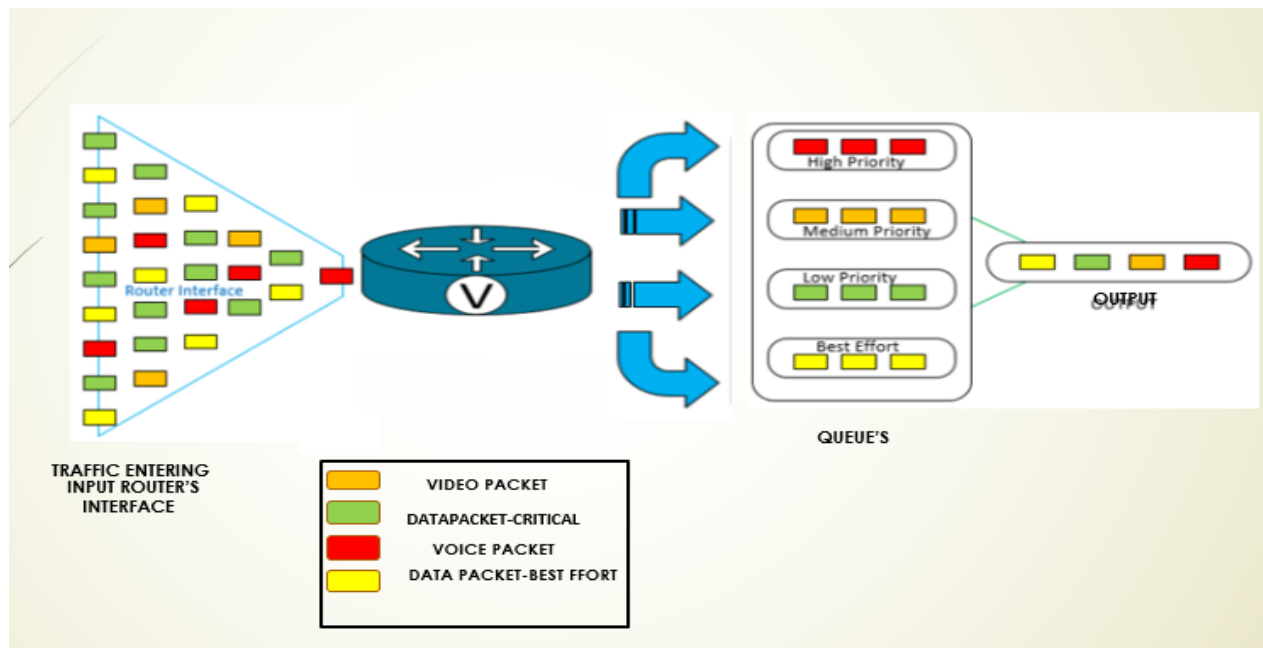 Router Interface
V
High Priority
Medium Priority
Low Priority
Best Effort
OUTPUT
OUTPUT
QUEUE'S
TRAFFIC ENTERING
INPUT ROUTER'S
INTERFACE
VIDEO PACKET
DATAPACKET-CRITICAL
VOICE PACKET
DATA PACKET-BEST FFORT